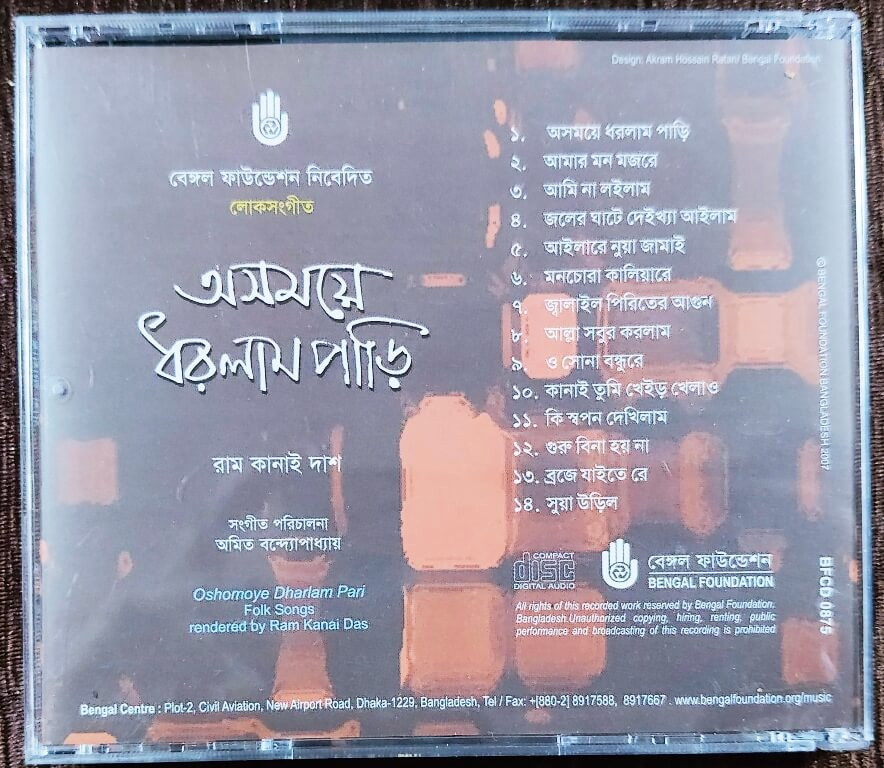 Design: Akram Hossain Ratan/ Bengal Foundation
বেঙ্গল ফাউন্ডেশন নিবেদিত
লোকসংগীত
অসময়ে
ধরলাম পাড়ি
রাম কানাই দাশ
সংগীত পরিচালনা
অমিত বন্দ্যোপাধ্যায়
Oshomoye Dharlam Pari
Folk Songs
rendered by Ram Kanai Das
১. অসময়ে ধরলাম পাড়ি
২. আমার মন মজরে
৩. আমি না লইলাম
৪. জলের ঘাটে দেইখ্যা আইলাম
৫. আইলারে নুয়া জামাই
৬. মনচোরা কালিয়ারে
৭. জ্বালাইল পিরিতের আগুন
৮. আল্লা সবুর করলাম
৯. ও সোনা বন্ধুরে
১০. কানাই তুমি খেইড় খেলাও
১১. কি স্বপন দেখিলাম
১২. গুরু বিনা হয় না
১৩. ব্রজে যাইতে রে
১৪. সুয়া উড়িল
COMPACT
disc
DIGITAL AUDIO
বেঙ্গল ফাউন্ডেশন
BENGAL FOUNDATION
All rights of this recorded work reserved by Bengal Foundation.
Bangladesh.Unauthorized copying, hiring, renting, public
performance and broadcasting of this recording is prohibited
© BENGAL FOUNDATION BANGLADESH 2007
BFCD 0875
Bengal Centre : Plot-2, Civil Aviation, New Airport Road, Dhaka-1229, Bangladesh, Tel / Fax: +[880-2] 8917588, 8917667 . www.bengalfoundation.org/music